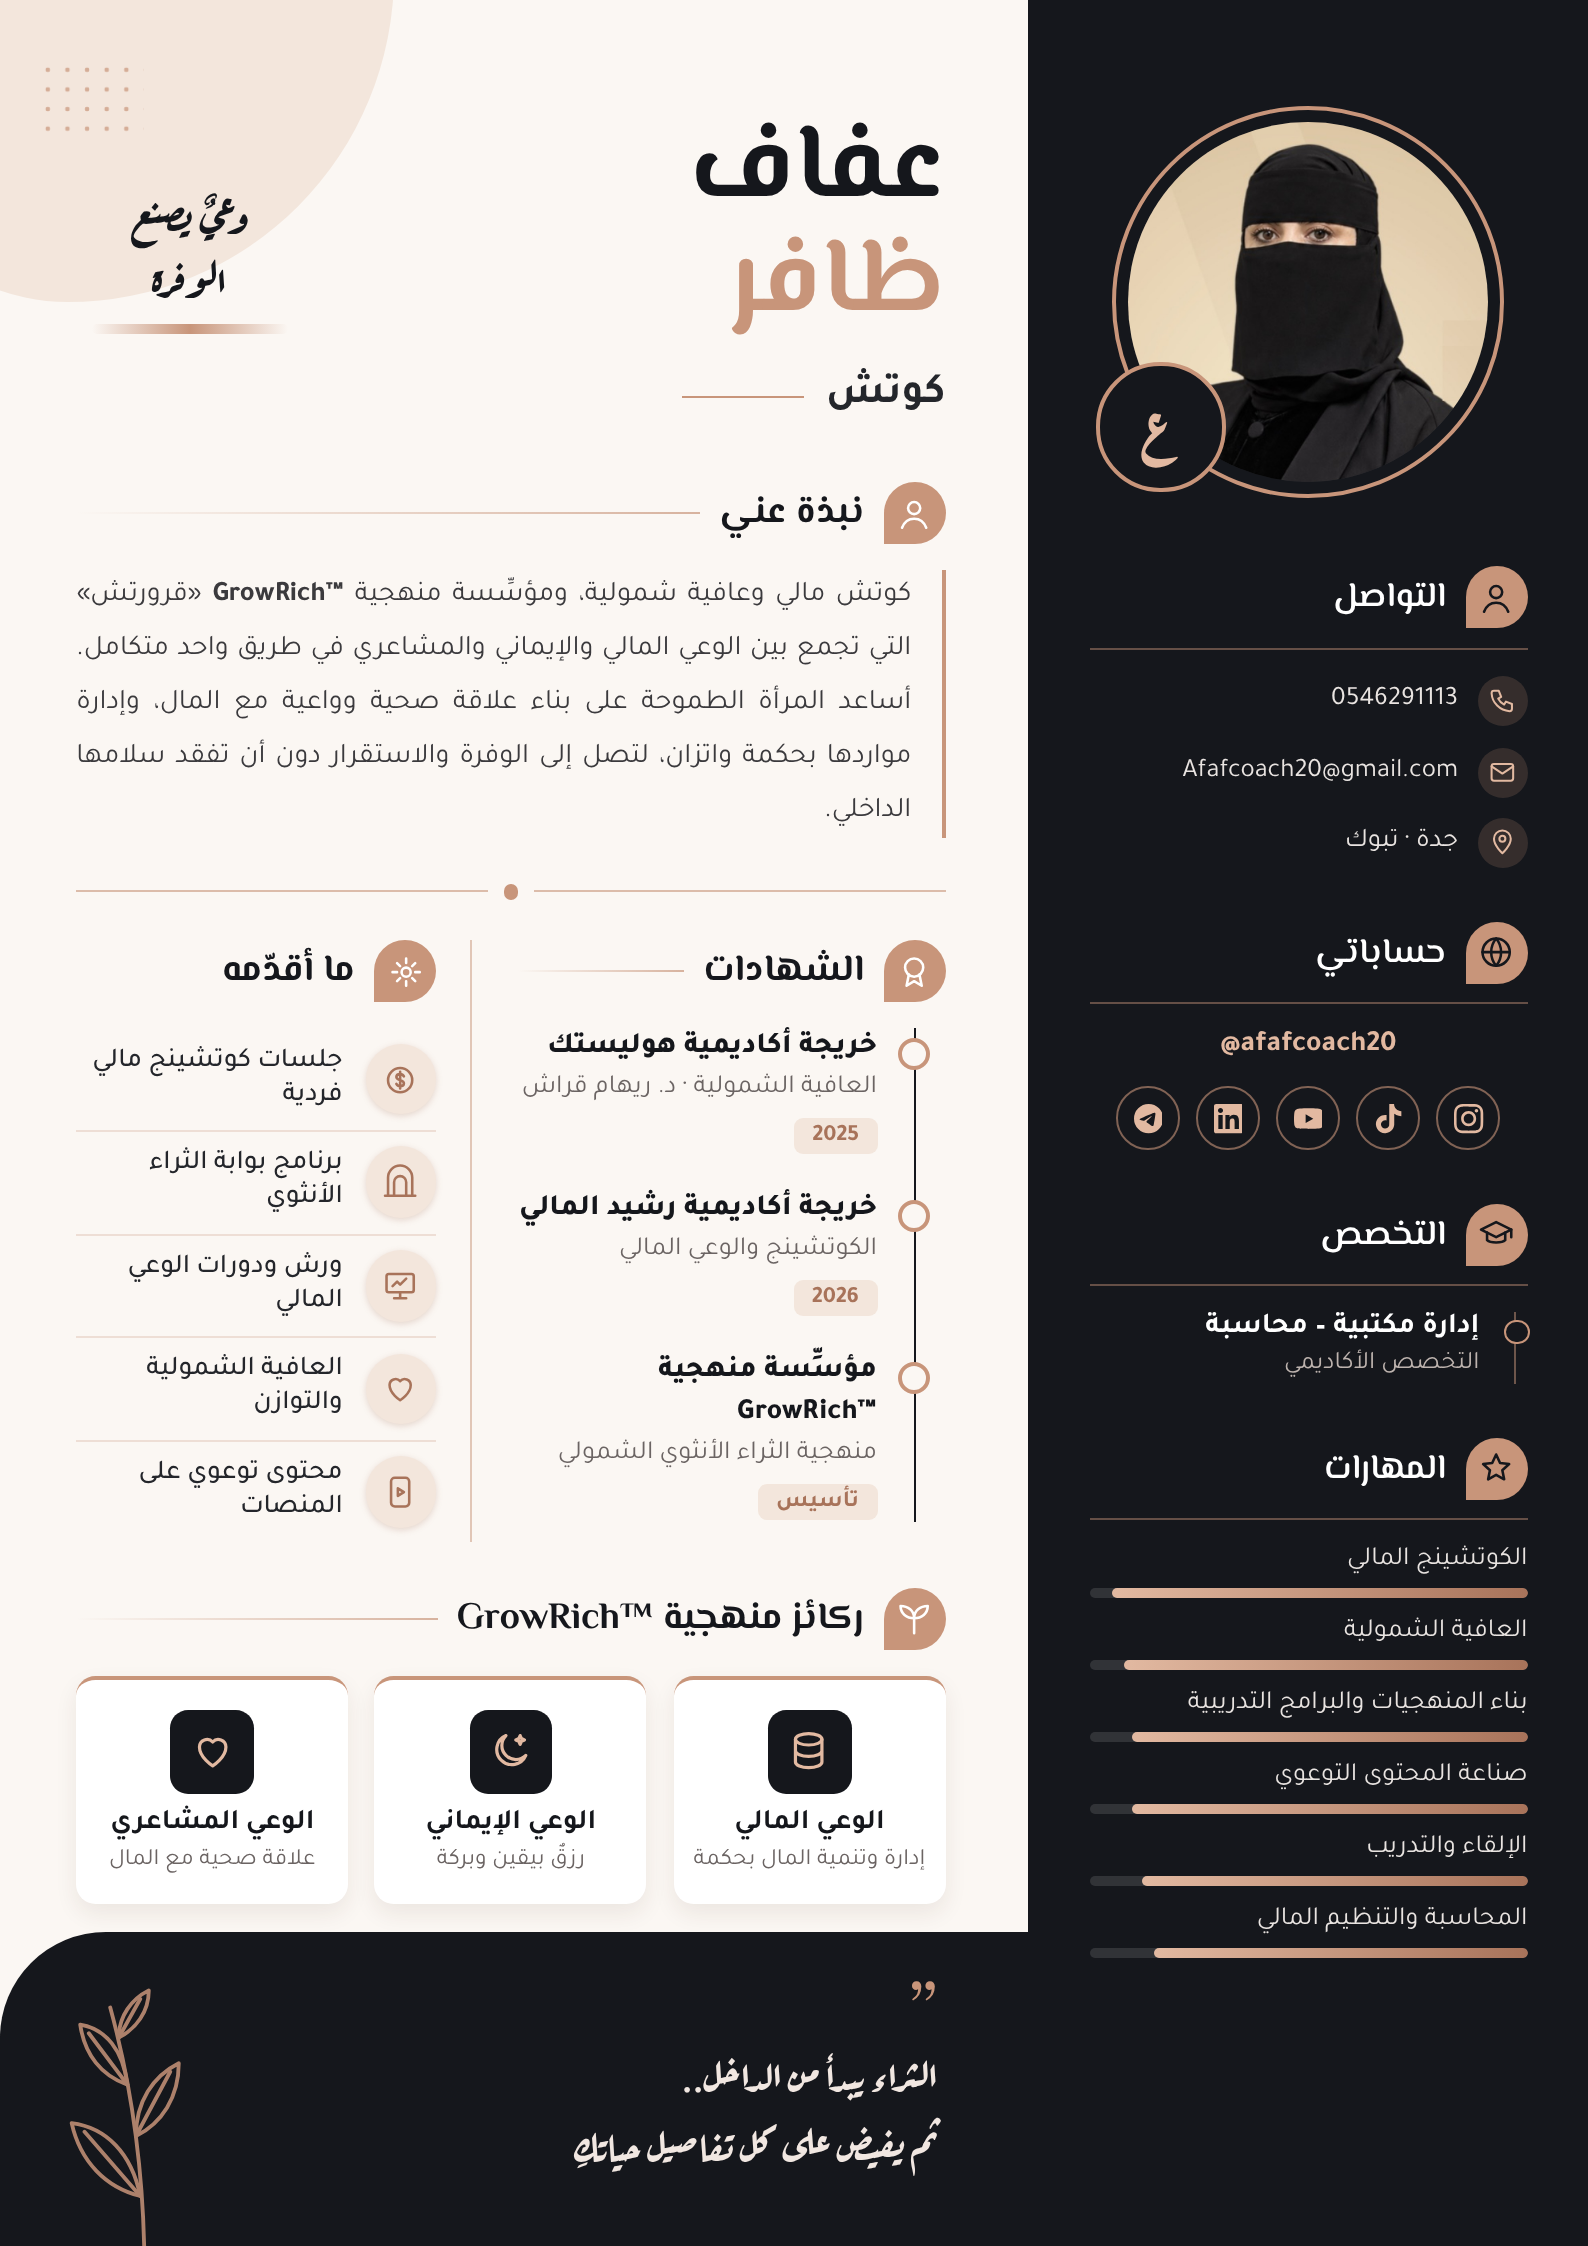 عفاف
ظافر
كوتش
وعيٌ يصنع
الوفرة
ع
نبذة عني
كوتش مالي وعافية شمولية، ومؤسِّسة منهجية GrowRich™ «قرورتش»
التي تجمع بين الوعي المالي والإيماني والمشاعري في طريق واحد متكامل.
أساعد المرأة الطموحة على بناء علاقة صحية وواعية مع المال، وإدارة
مواردها بحكمة واتزان، لتصل إلى الوفرة والاستقرار دون أن تفقد سلامها
الداخلي.
التواصل
0546291113
Afafcoach20@gmail.com
جدة · تبوك
حساباتي
@afafcoach20
التخصص
إدارة مكتبية - محاسبة
التخصص الأكاديمي
المهارات
الكوتشينج المالي
العافية الشمولية
بناء المنهجيات والبرامج التدريبية
صناعة المحتوى التوعوي
الإلقاء والتدريب
المحاسبة والتنظيم المالي
الشهادات
خريجة أكاديمية هوليستك
العافية الشمولية · د. ريهام قراش
2025
خريجة أكاديمية رشيد المالي
الكوتشينج والوعي المالي
2026
مؤسِّسة منهجية
GrowRich™
منهجية الثراء الأنثوي الشمولي
تأسيس
ما أقدّمه
جلسات كوتشينج مالي
فردية
برنامج بوابة الثراء
الأنثوي
ورش ودورات الوعي
المالي
العافية الشمولية
والتوازن
محتوى توعوي على
المنصات
ركائز منهجية GrowRich™
الوعي المالي
إدارة وتنمية المال بحكمة
الوعي الإيماني
رزقٌ بيقين وبركة
الوعي المشاعري
علاقة صحية مع المال
”
الثراء يبدأ من الداخل..
ثم يفيض على كل تفاصيل حياتكِ